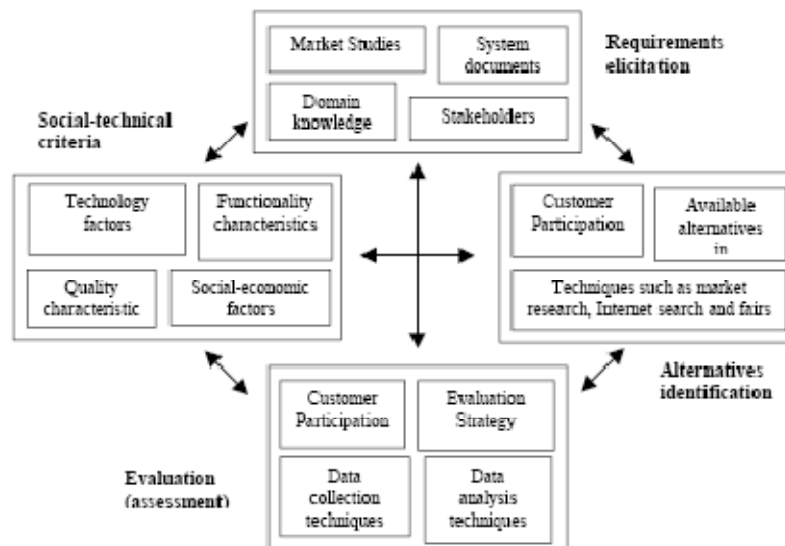 Market Studies
System
documents
Domain
knowledge
Stakeholders
Requirements
elicitation
Social-technical
criteria
Technology
factors
Functionality
characteristics
Quality
characteristic
Social-economic
factors
Customer
Participation
Available
alternatives
in
Techniques such as market
research, Internet search and fairs
Alternatives
identification
Customer
Participation
Evaluation
Strategy
Data
collection
techniques
Data
analysis
techniques
Evaluation
(assessment)